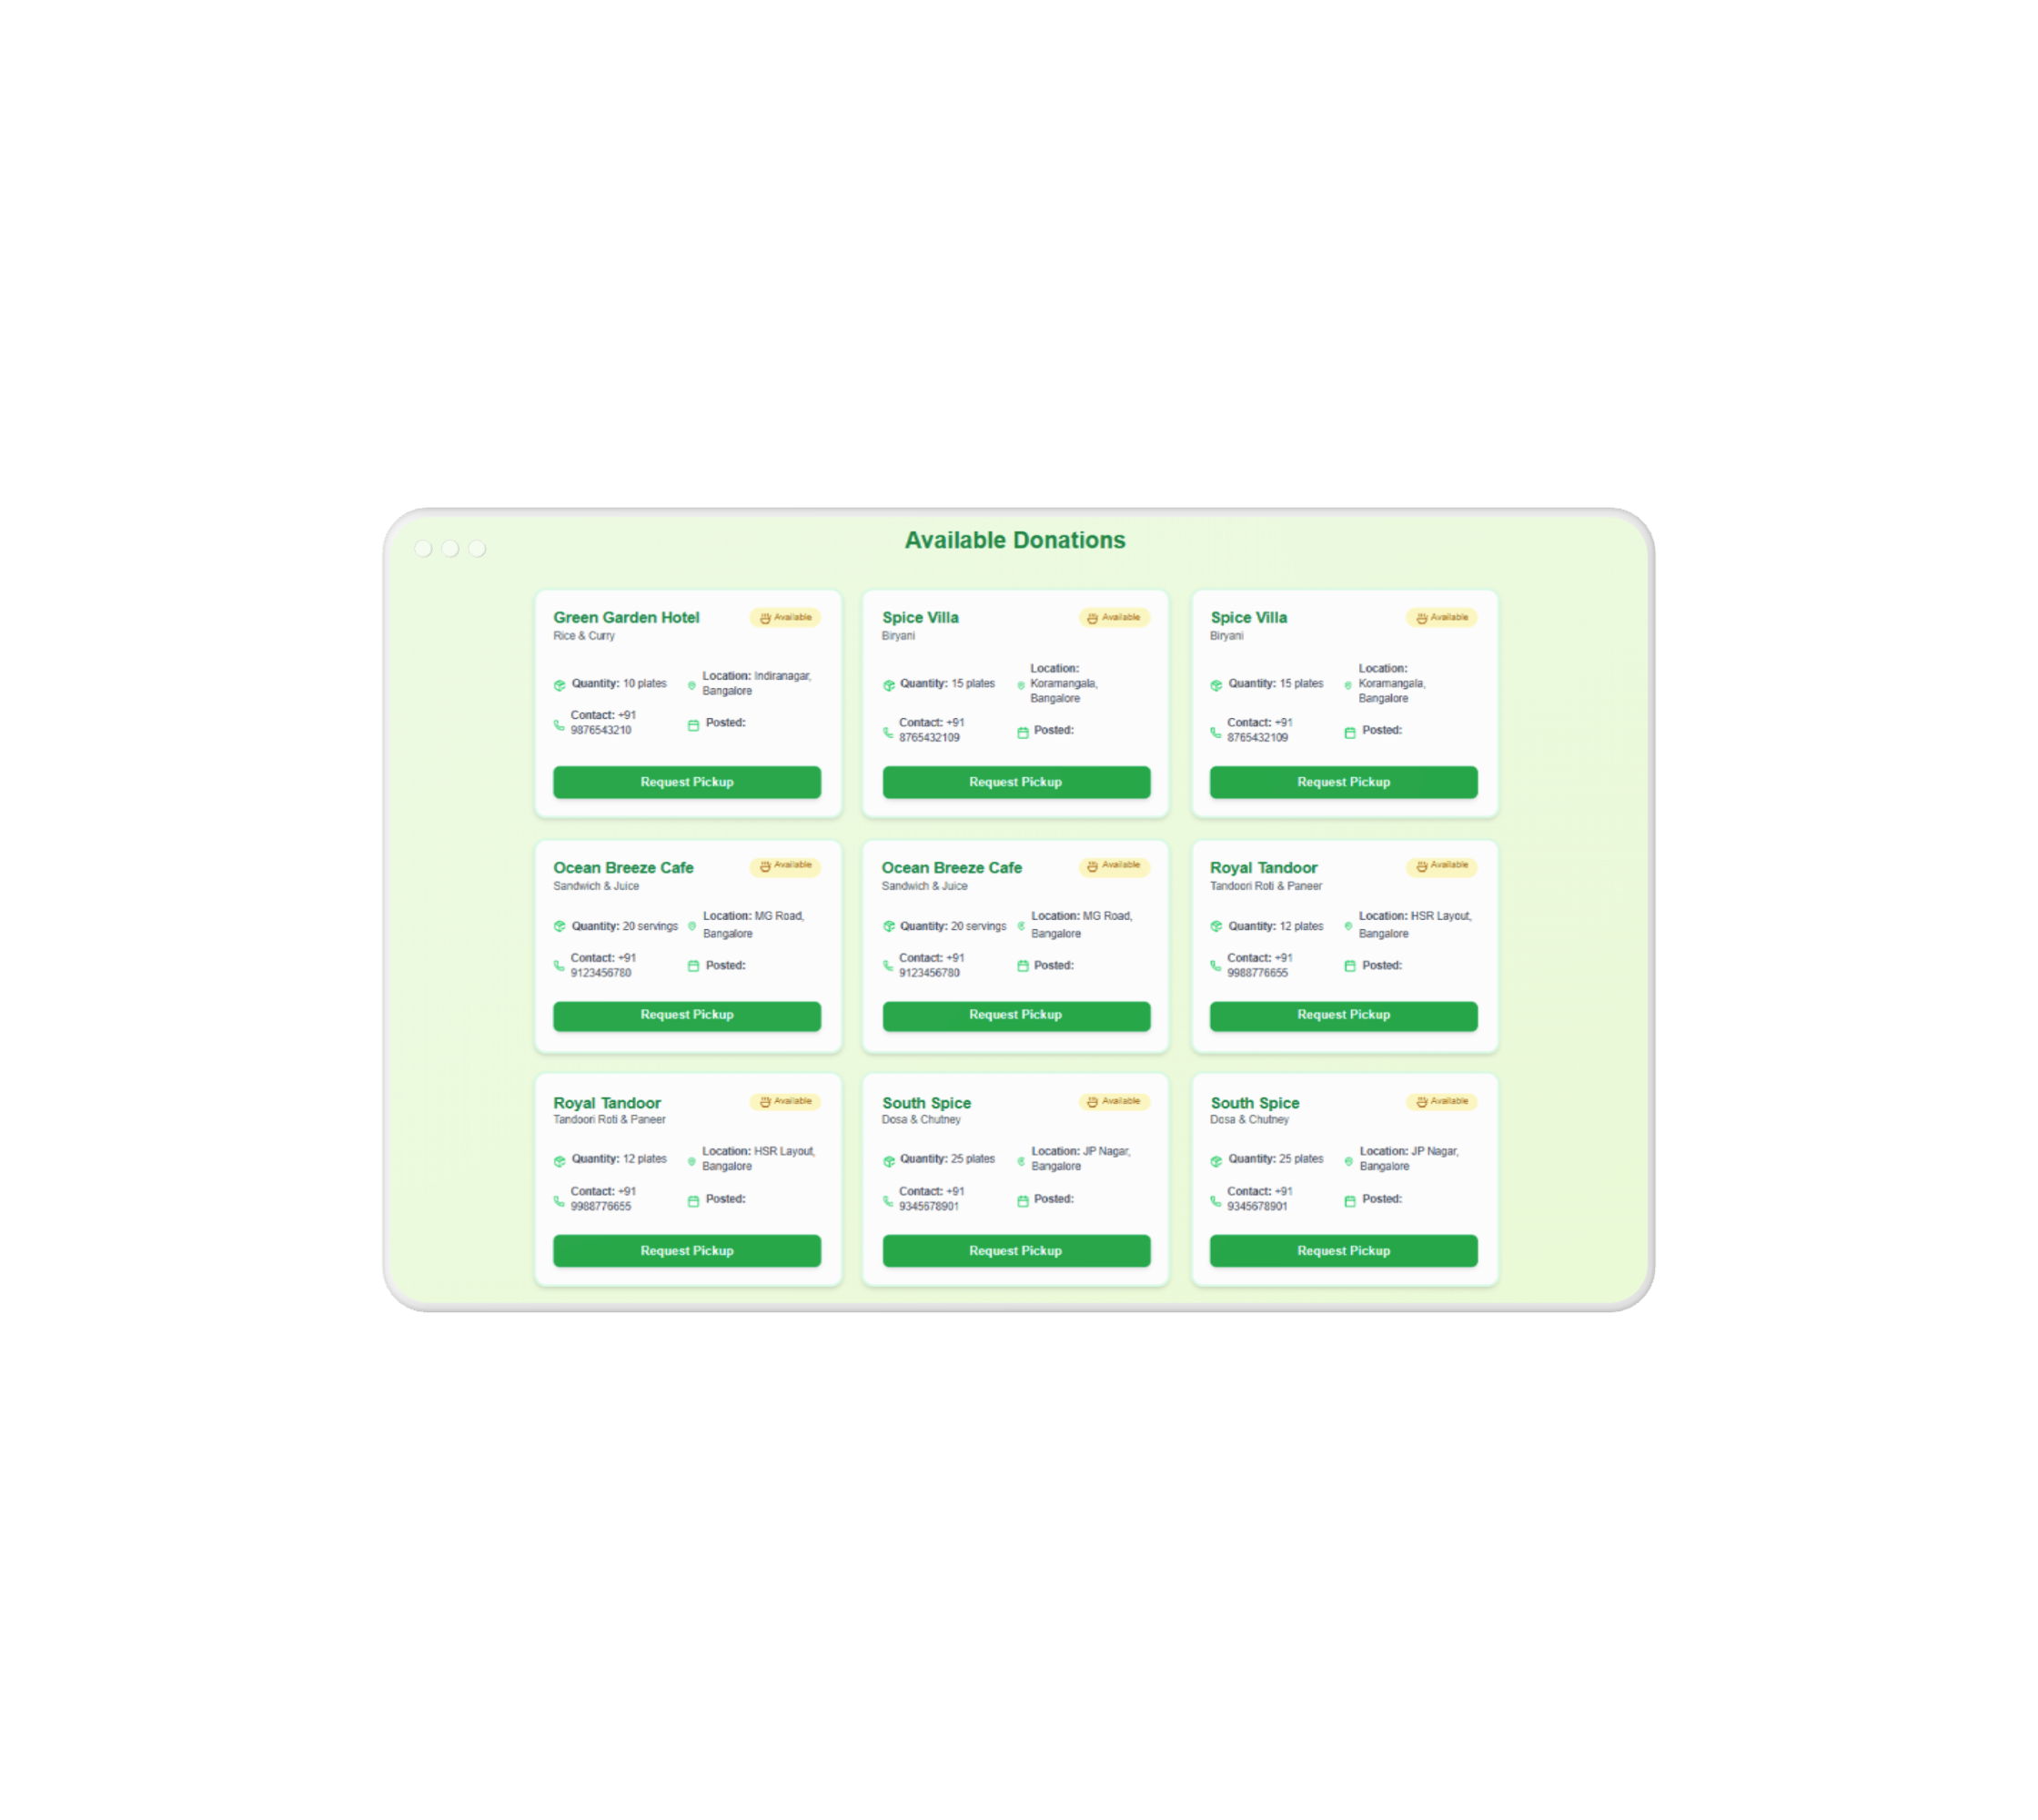 Available Donations
Green Garden Hotel
Available
Rice & Curry
Quantity: 10 plates
Location: Indiranagar,
Bangalore
Contact: +91
9876543210
Posted:
Request Pickup
Spice Villa
Available
Biryani
Quantity: 15 plates
Location:
Koramangala,
Bangalore
Contact: +91
8765432109
Posted:
Request Pickup
Spice Villa
Available
Biryani
Quantity: 15 plates
Location:
Koramangala,
Bangalore
Contact: +91
8765432109
Posted:
Request Pickup
Ocean Breeze Cafe
Available
Sandwich & Juice
Quantity: 20 servings
Location: MG Road,
Bangalore
Contact: +91
9123456780
Posted:
Request Pickup
Ocean Breeze Cafe
Available
Sandwich & Juice
Quantity: 20 servings
Location: MG Road,
Bangalore
Contact: +91
9123456780
Posted:
Request Pickup
Royal Tandoor
Available
Tandoori Roti & Paneer
Quantity: 12 plates
Location: HSR Layout,
Bangalore
Contact: +91
9988776655
Posted:
Request Pickup
Royal Tandoor
Available
Tandoori Roti & Paneer
Quantity: 12 plates
Location: HSR Layout,
Bangalore
Contact: +91
9988776655
Posted:
Request Pickup
South Spice
Available
Dosa & Chutney
Quantity: 25 plates
Location: JP Nagar,
Bangalore
Contact: +91
9345678901
Posted:
Request Pickup
South Spice
Available
Dosa & Chutney
Quantity: 25 plates
Location: JP Nagar,
Bangalore
Contact: +91
9345678901
Posted:
Request Pickup